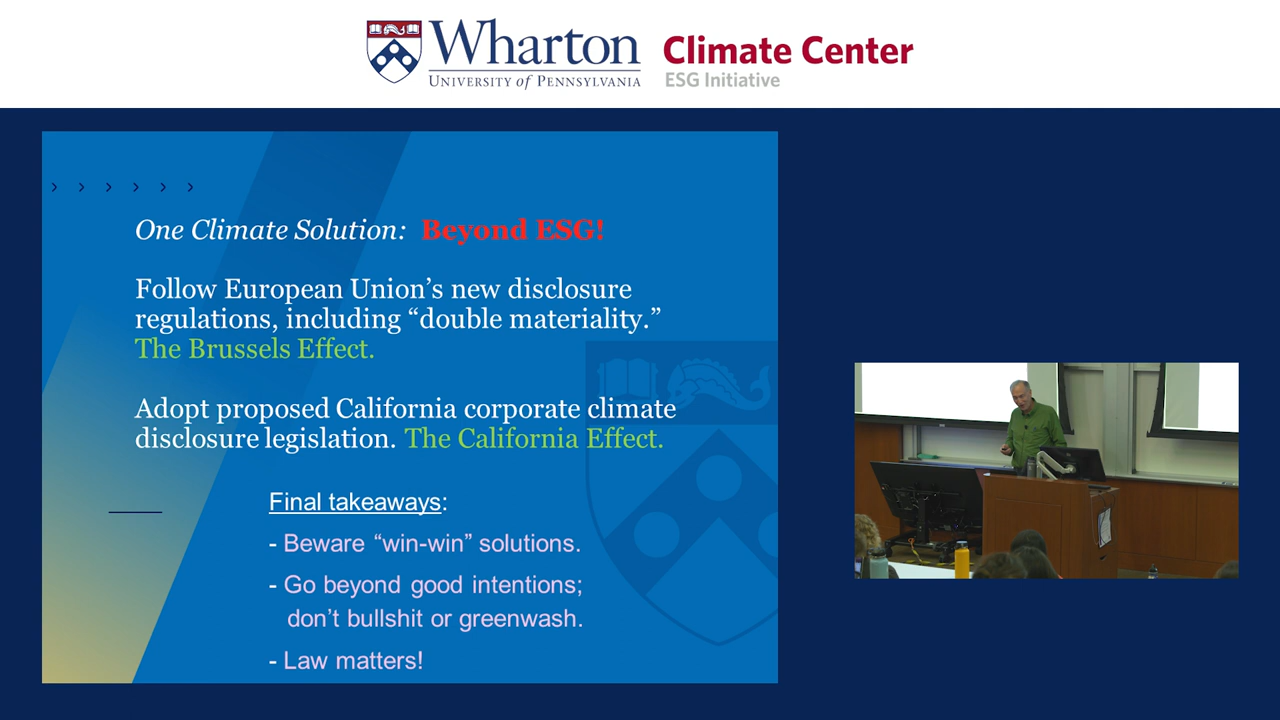 Wharton
UNIVERSITY of PENNSYLVANIA
Climate Center
ESG Initiative
One Climate Solution: Beyond ESG!
Follow European Union’s new disclosure
regulations, including “double materiality.”
The Brussels Effect.
Adopt proposed California corporate climate
disclosure legislation. The California Effect.
Final takeaways:
- Beware “win-win” solutions.
- Go beyond good intentions;
don’t bullshit or greenwash.
- Law matters!